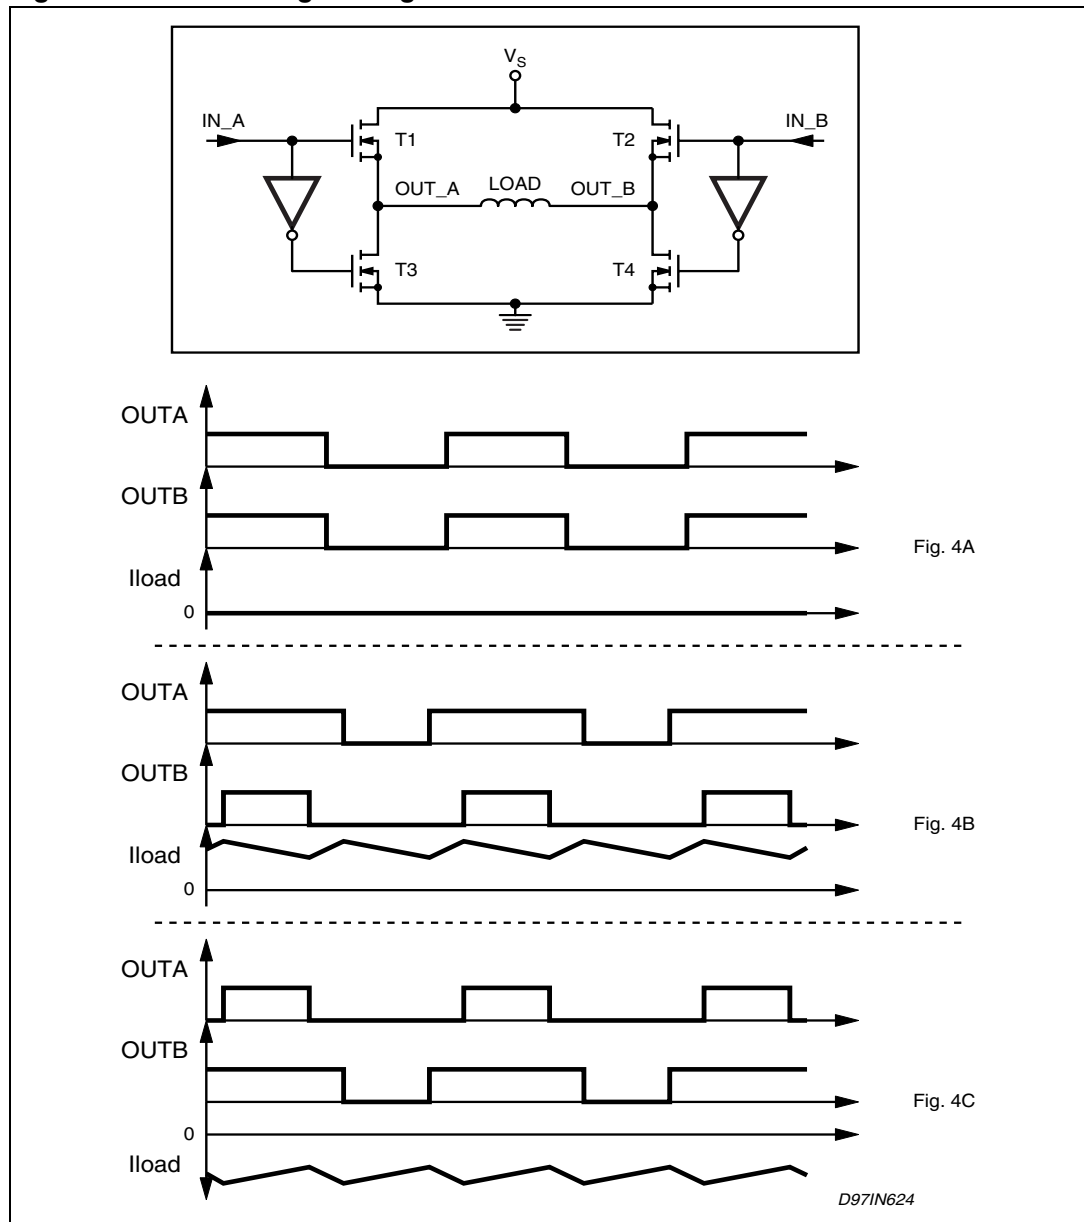 V_S
IN_A
IN_B
T1
T2
OUT_A
LOAD
OUT_B
T3
T4
OUTA
OUTB
Fig. 4A
Iload
0
OUTA
OUTB
Fig. 4B
Iload
0
OUTA
OUTB
Fig. 4C
0
Iload
D97IN624